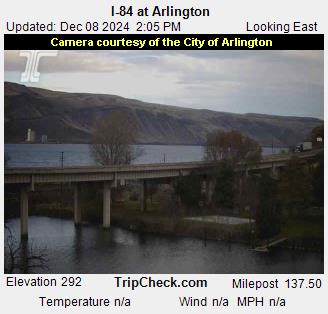 I-84 at Arlington
Updated: Dec 08 2024 2:05 PM Looking East
Camera courtesy of the City of Arlington
Elevation 292 TripCheck.com Milepost 137.50
Temperature n/a Wind n/a MPH n/a